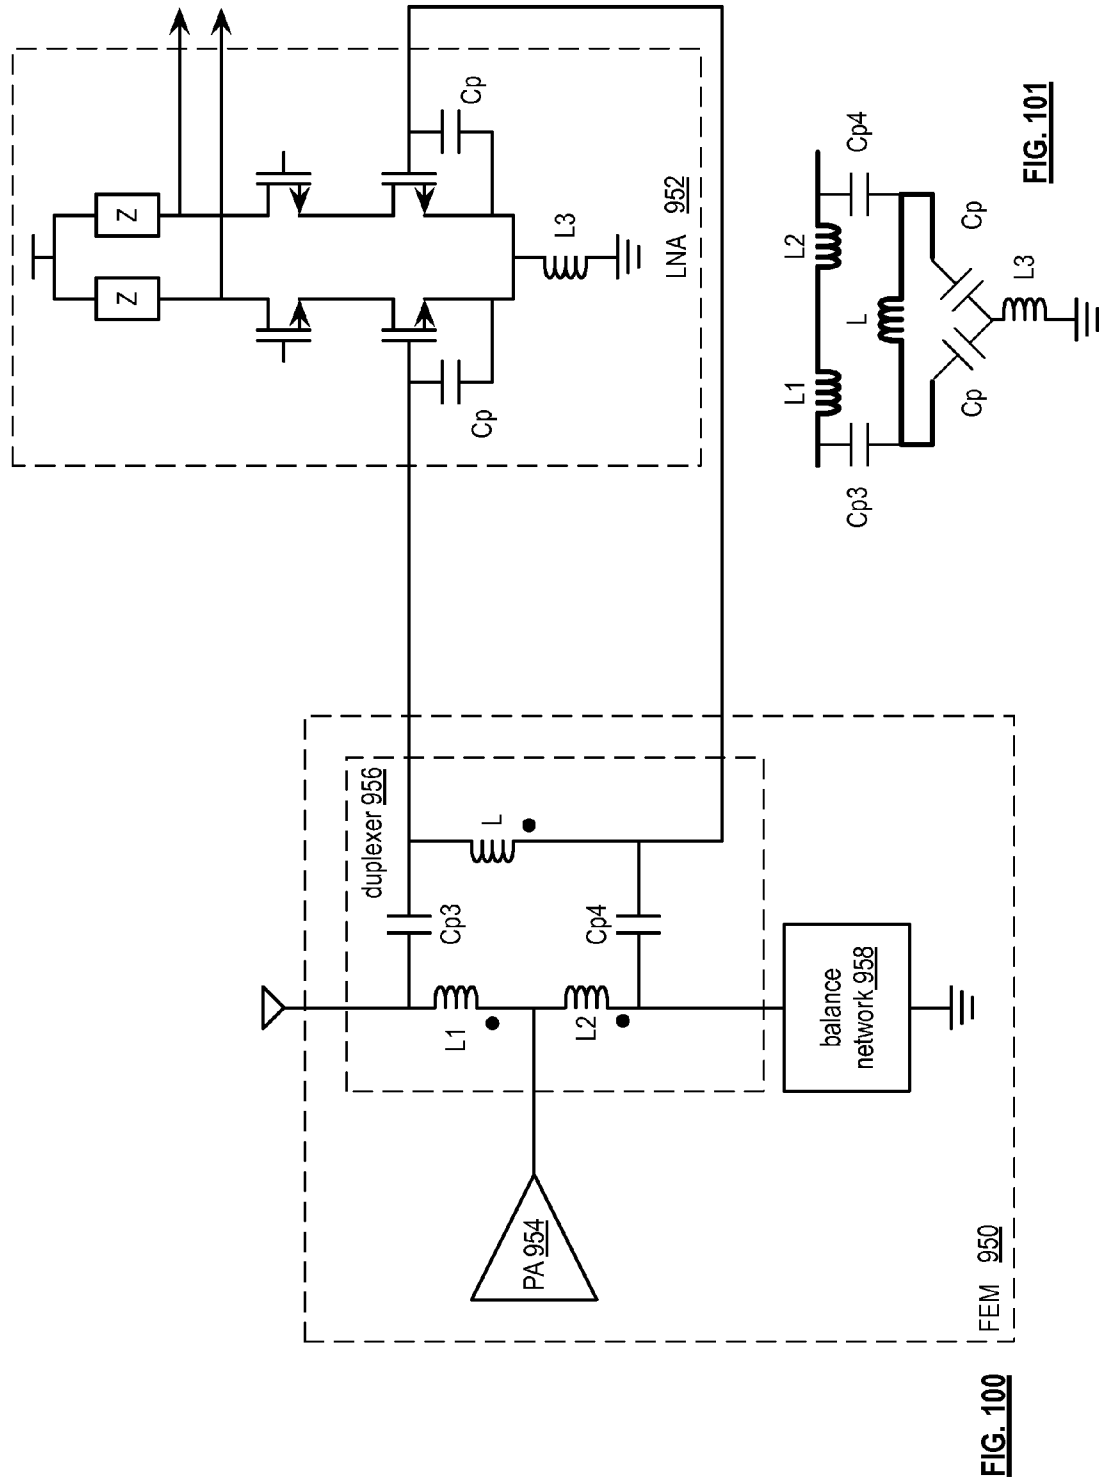 Z
Z
Cp
Cp
L3
LNA 952
duplexer 956
Cp3
L
L1
L2
Cp4
PA 954
balance
network 958
FEM 950
FIG. 100
L1
L2
Cp3
L
Cp4
Cp
Cp
L3
FIG. 101